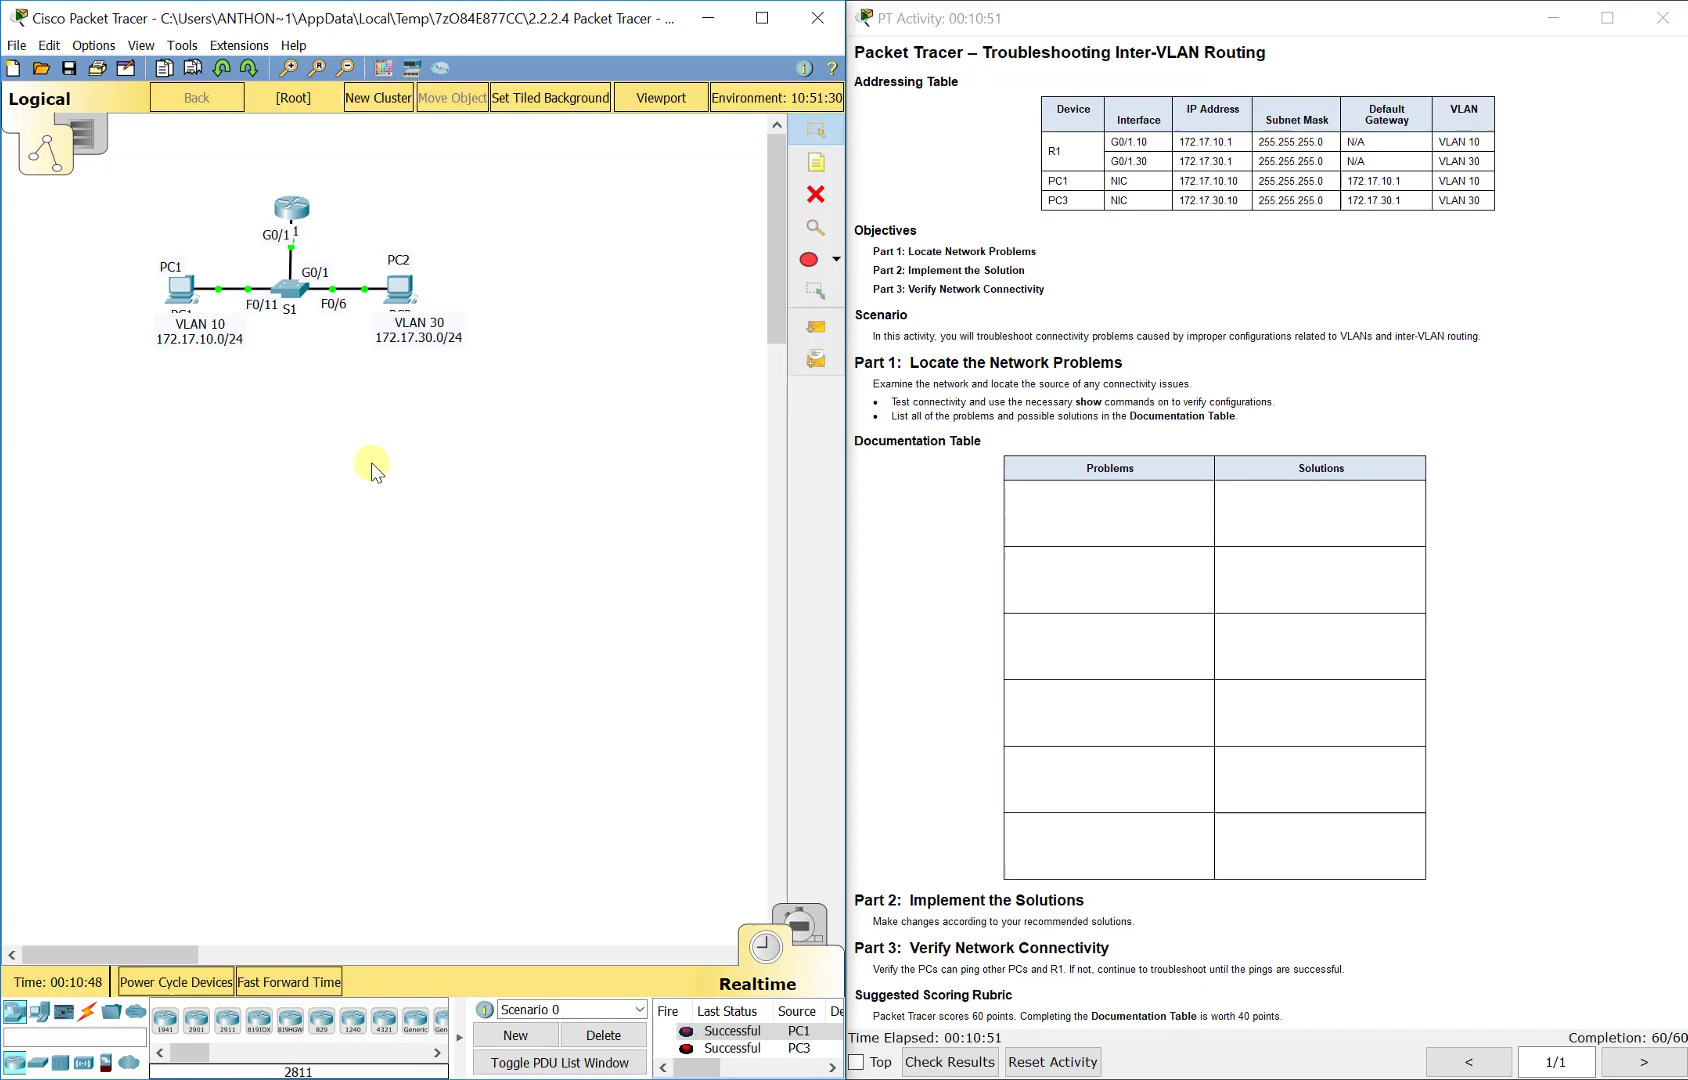 Cisco Packet Tracer - C:\Users\ANTHON~1\AppData\Local\Temp\7zO84E877CC\2.2.2.4 Packet Tracer - ...
File Edit Options View Tools Extensions Help
Logical
Back
[Root]
New Cluster
Move Object
Set Tiled Background
Viewport
Environment: 10:51:30
G0/1
1
PC1
PC2
G0/1
F0/11
S1
F0/6
VLAN 10
172.17.10.0/24
VLAN 30
172.17.30.0/24
Time: 00:10:48
Power Cycle Devices
Fast Forward Time
Realtime
1941 2901 2911 819IOX 819HGW 829 1240 4321 Generic
2811
Scenario 0
New
Delete
Toggle PDU List Window
Fire Last Status Source De
Successful PC1
Successful PC3
PT Activity: 00:10:51
Packet Tracer – Troubleshooting Inter-VLAN Routing
Addressing Table
Device Interface IP Address Subnet Mask Default Gateway VLAN
R1 G0/1.10 172.17.10.1 255.255.255.0 N/A VLAN 10
G0/1.30 172.17.30.1 255.255.255.0 N/A VLAN 30
PC1 NIC 172.17.10.10 255.255.255.0 172.17.10.1 VLAN 10
PC3 NIC 172.17.30.10 255.255.255.0 172.17.30.1 VLAN 30
Objectives
Part 1: Locate Network Problems
Part 2: Implement the Solution
Part 3: Verify Network Connectivity
Scenario
In this activity, you will troubleshoot connectivity problems caused by improper configurations related to VLANs and inter-VLAN routing.
Part 1: Locate the Network Problems
Examine the network and locate the source of any connectivity issues.
• Test connectivity and use the necessary show commands on to verify configurations.
• List all of the problems and possible solutions in the Documentation Table.
Documentation Table
Problems Solutions
Part 2: Implement the Solutions
Make changes according to your recommended solutions.
Part 3: Verify Network Connectivity
Verify the PCs can ping other PCs and R1. If not, continue to troubleshoot until the pings are successful.
Suggested Scoring Rubric
Packet Tracer scores 60 points. Completing the Documentation Table is worth 40 points.
Time Elapsed: 00:10:51
Completion: 60/60
Top
Check Results
Reset Activity
<
1/1
>